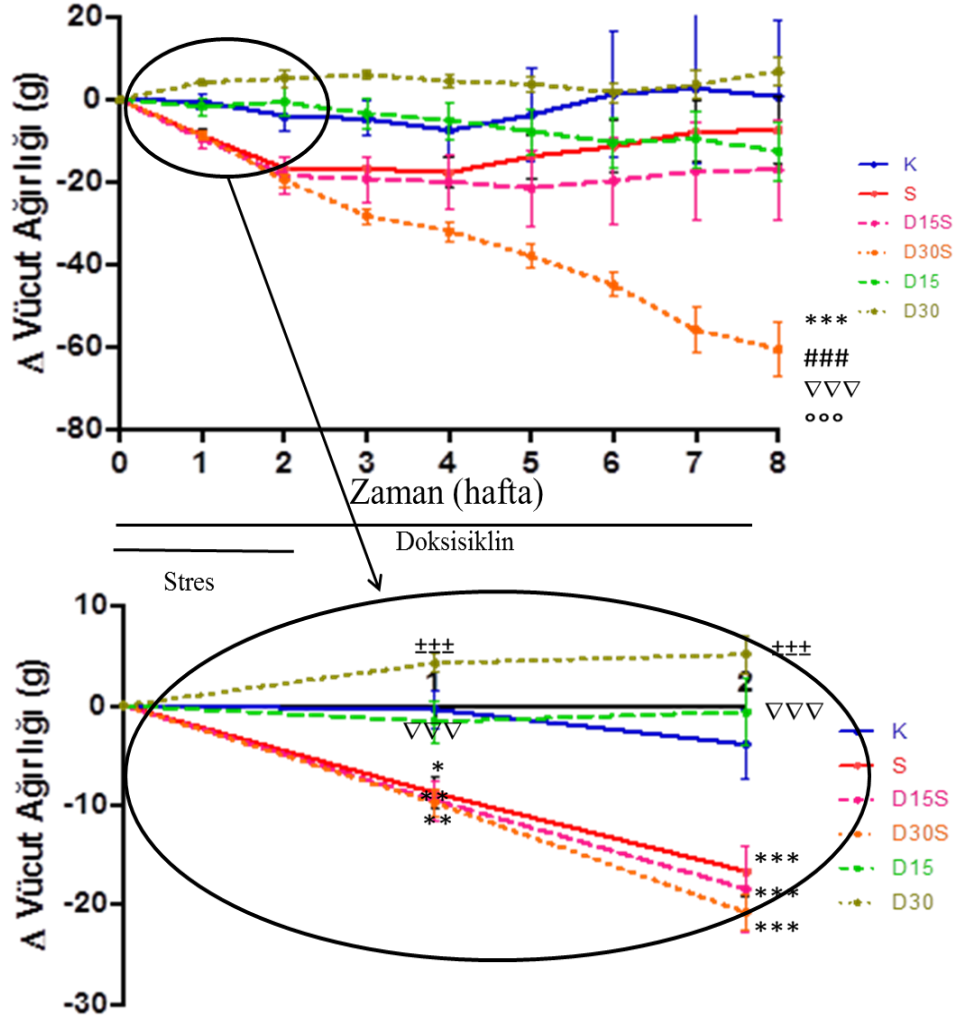 20
0
-20
-40
-60
-80
Δ Vücut Ağırlığı (g)
K
S
D15S
D30S
D15
D30
***
###
▽▽▽
°°°
0 1 2 3 4 5 6 7 8
Zaman (hafta)
Doksisiklin
Stres
10
0
-10
-20
-30
Δ Vücut Ağırlığı (g)
±±±
±±±
1 2
▽▽▽
▽▽▽
*
**
**
***
***
***
K
S
D15S
D30S
D15
D30